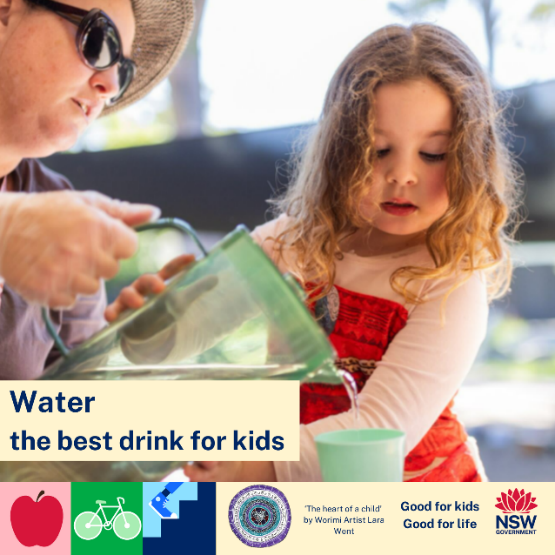 Water
the best drink for kids
'The heart of a child'
by Worimi Artist Lara
Went
Good for kids
Good for life
NSW
GOVERNMENT